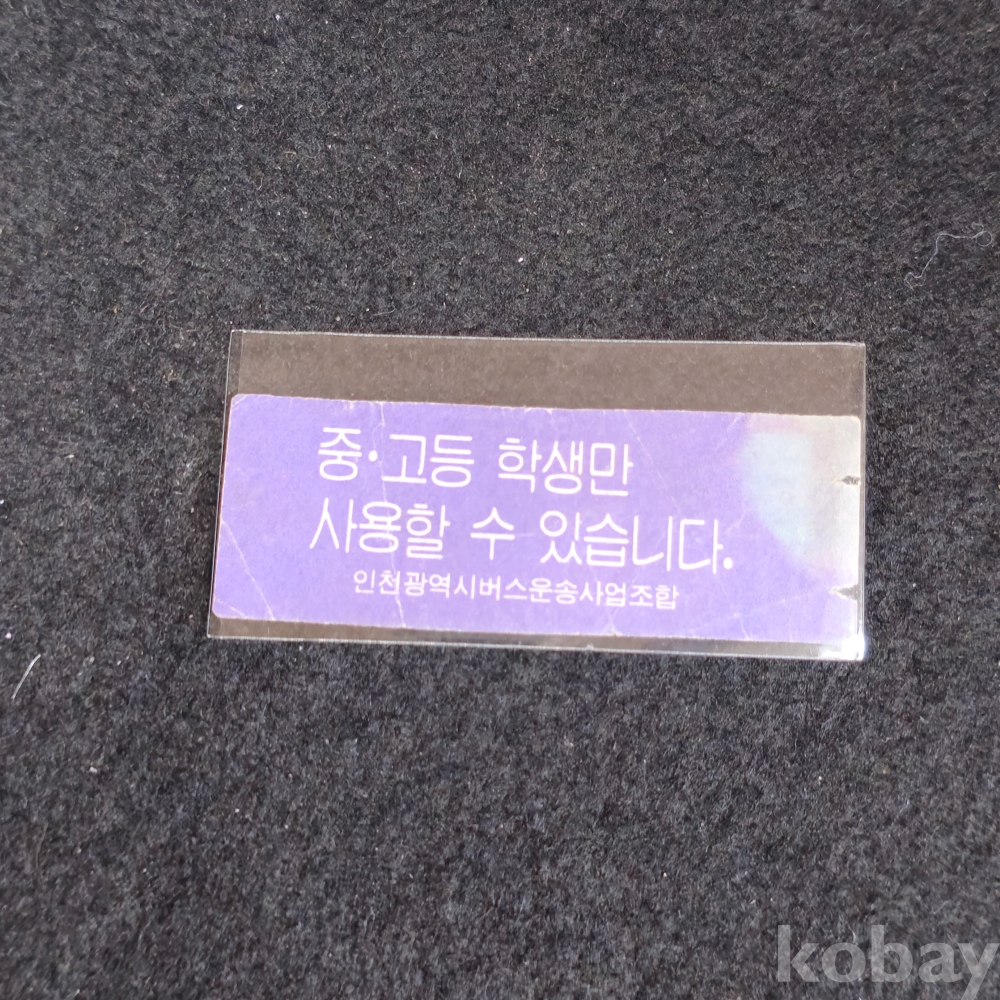 중·고등 학생만
사용할 수 있습니다.
인천광역시버스운송사업조합
kobay